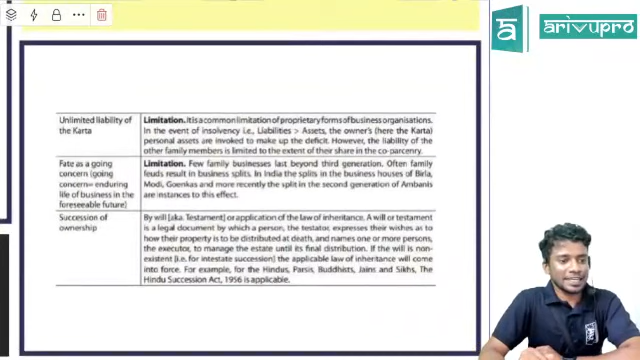 ā arivupro
Unlimited liability of
the Karta
Limitation. It is a common limitation of proprietary forms of business organisations.
In the event of insolvency i.e., Liabilities > Assets, the owner's (here the Karta)
personal assets are invoked to make up the deficit. However, the liability of the
other family members is limited to the extent of their share in the co-parceny.
Fate as a going
concern (going
concern= enduring
life of business in the
foreseeable future)
Limitation. Few family businesses last beyond third generation. Often family
feuds result in business splits. In India the splits in the business houses of Birla,
Modi, Goenkas and more recently the split in the second generation of Ambanis
are instances to this effect.
Succession of
ownership
By will [aka. Testament) or application of the law of inheritance. A will or testament
is a legal document by which a person, the testator, expresses their wishes as to
how their property is to be distributed at death, and names one or more persons,
the executor, to manage the estate until its final distribution. If the will is non-
existent [i.e. for intestate succession] the applicable law of inheritance will come
into force. For example, for the Hindus, Parsis, Buddhists, Jains and Sikhs, The
Hindu Succession Act, 1956 is applicable.